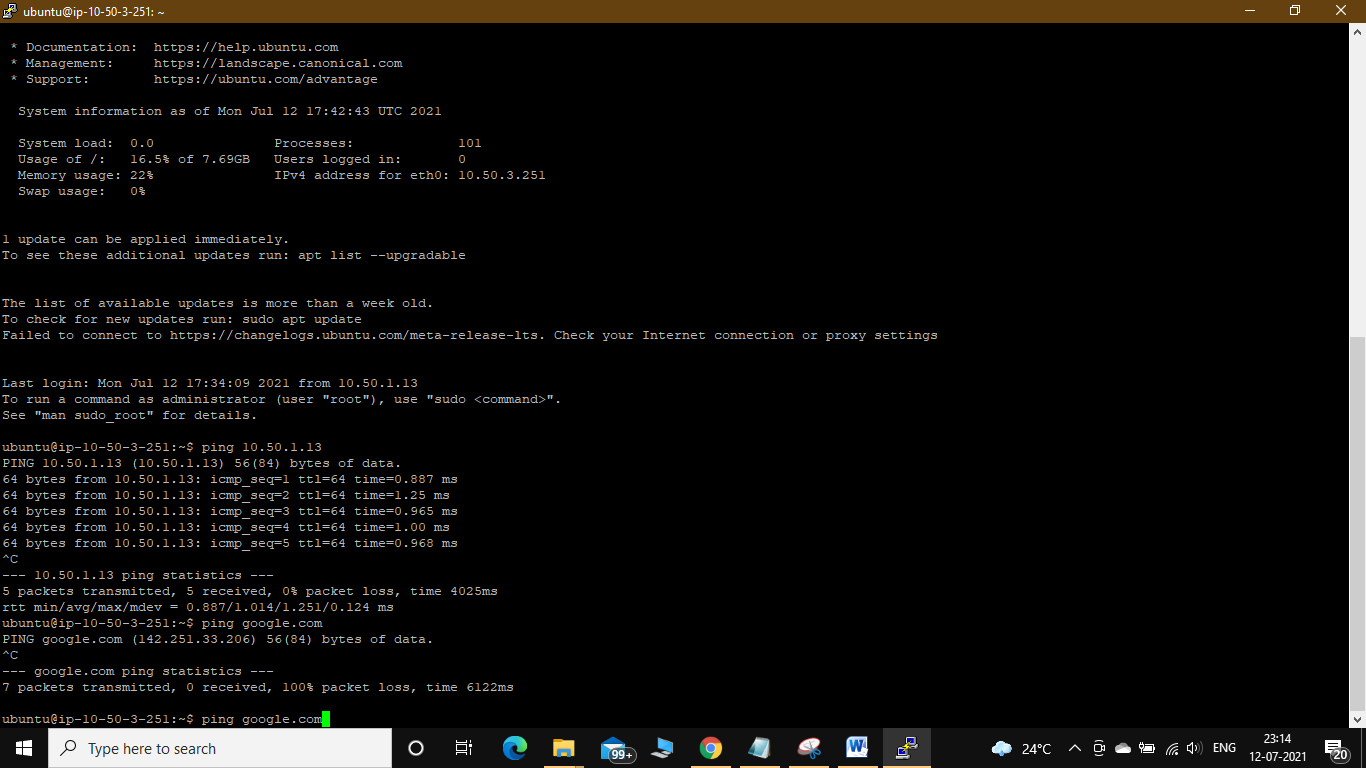 ubuntu@ip-10-50-3-251: ~
* Documentation:  https://help.ubuntu.com
* Management:     https://landscape.canonical.com
* Support:        https://ubuntu.com/advantage
System information as of Mon Jul 12 17:42:43 UTC 2021
System load:  0.0               Processes:             101
Usage of /:   16.5% of 7.69GB   Users logged in:       0
Memory usage: 22%               IPv4 address for eth0: 10.50.3.251
Swap usage:   0%
1 update can be applied immediately.
To see these additional updates run: apt list --upgradable
The list of available updates is more than a week old.
To check for new updates run: sudo apt update
Failed to connect to https://changelogs.ubuntu.com/meta-release-lts. Check your Internet connection or proxy settings
Last login: Mon Jul 12 17:34:09 2021 from 10.50.1.13
To run a command as administrator (user "root"), use "sudo <command>".
See "man sudo_root" for details.
ubuntu@ip-10-50-3-251:~$ ping 10.50.1.13
PING 10.50.1.13 (10.50.1.13) 56(84) bytes of data.
64 bytes from 10.50.1.13: icmp_seq=1 ttl=64 time=0.887 ms
64 bytes from 10.50.1.13: icmp_seq=2 ttl=64 time=1.25 ms
64 bytes from 10.50.1.13: icmp_seq=3 ttl=64 time=0.965 ms
64 bytes from 10.50.1.13: icmp_seq=4 ttl=64 time=1.00 ms
64 bytes from 10.50.1.13: icmp_seq=5 ttl=64 time=0.968 ms
^C
--- 10.50.1.13 ping statistics ---
5 packets transmitted, 5 received, 0% packet loss, time 4025ms
rtt min/avg/max/mdev = 0.887/1.014/1.251/0.124 ms
ubuntu@ip-10-50-3-251:~$ ping google.com
PING google.com (142.251.33.206) 56(84) bytes of data.
^C
--- google.com ping statistics ---
7 packets transmitted, 0 received, 100% packet loss, time 6122ms
ubuntu@ip-10-50-3-251:~$ ping google.com
Type here to search
99+
W
24°C
ENG
23:14
12-07-2021
20